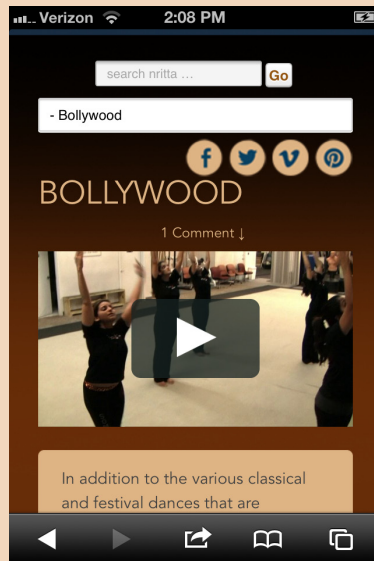 Verizon 2:08 PM
search nritta ...
Go
- Bollywood
BOLLYWOOD
1 Comment ↓
In addition to the various classical
and festival dances that are